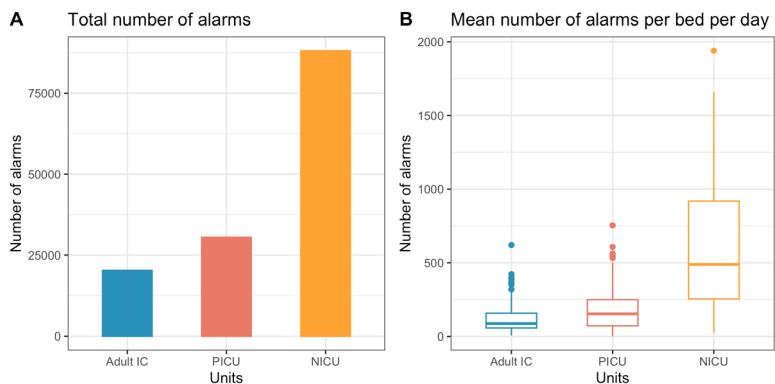 A Total number of alarms
Number of alarms
75000
50000
25000
0
Adult IC PICU NICU
Units
B Mean number of alarms per bed per day
Number of alarms
2000
1500
1000
500
0
Adult IC PICU NICU
Units